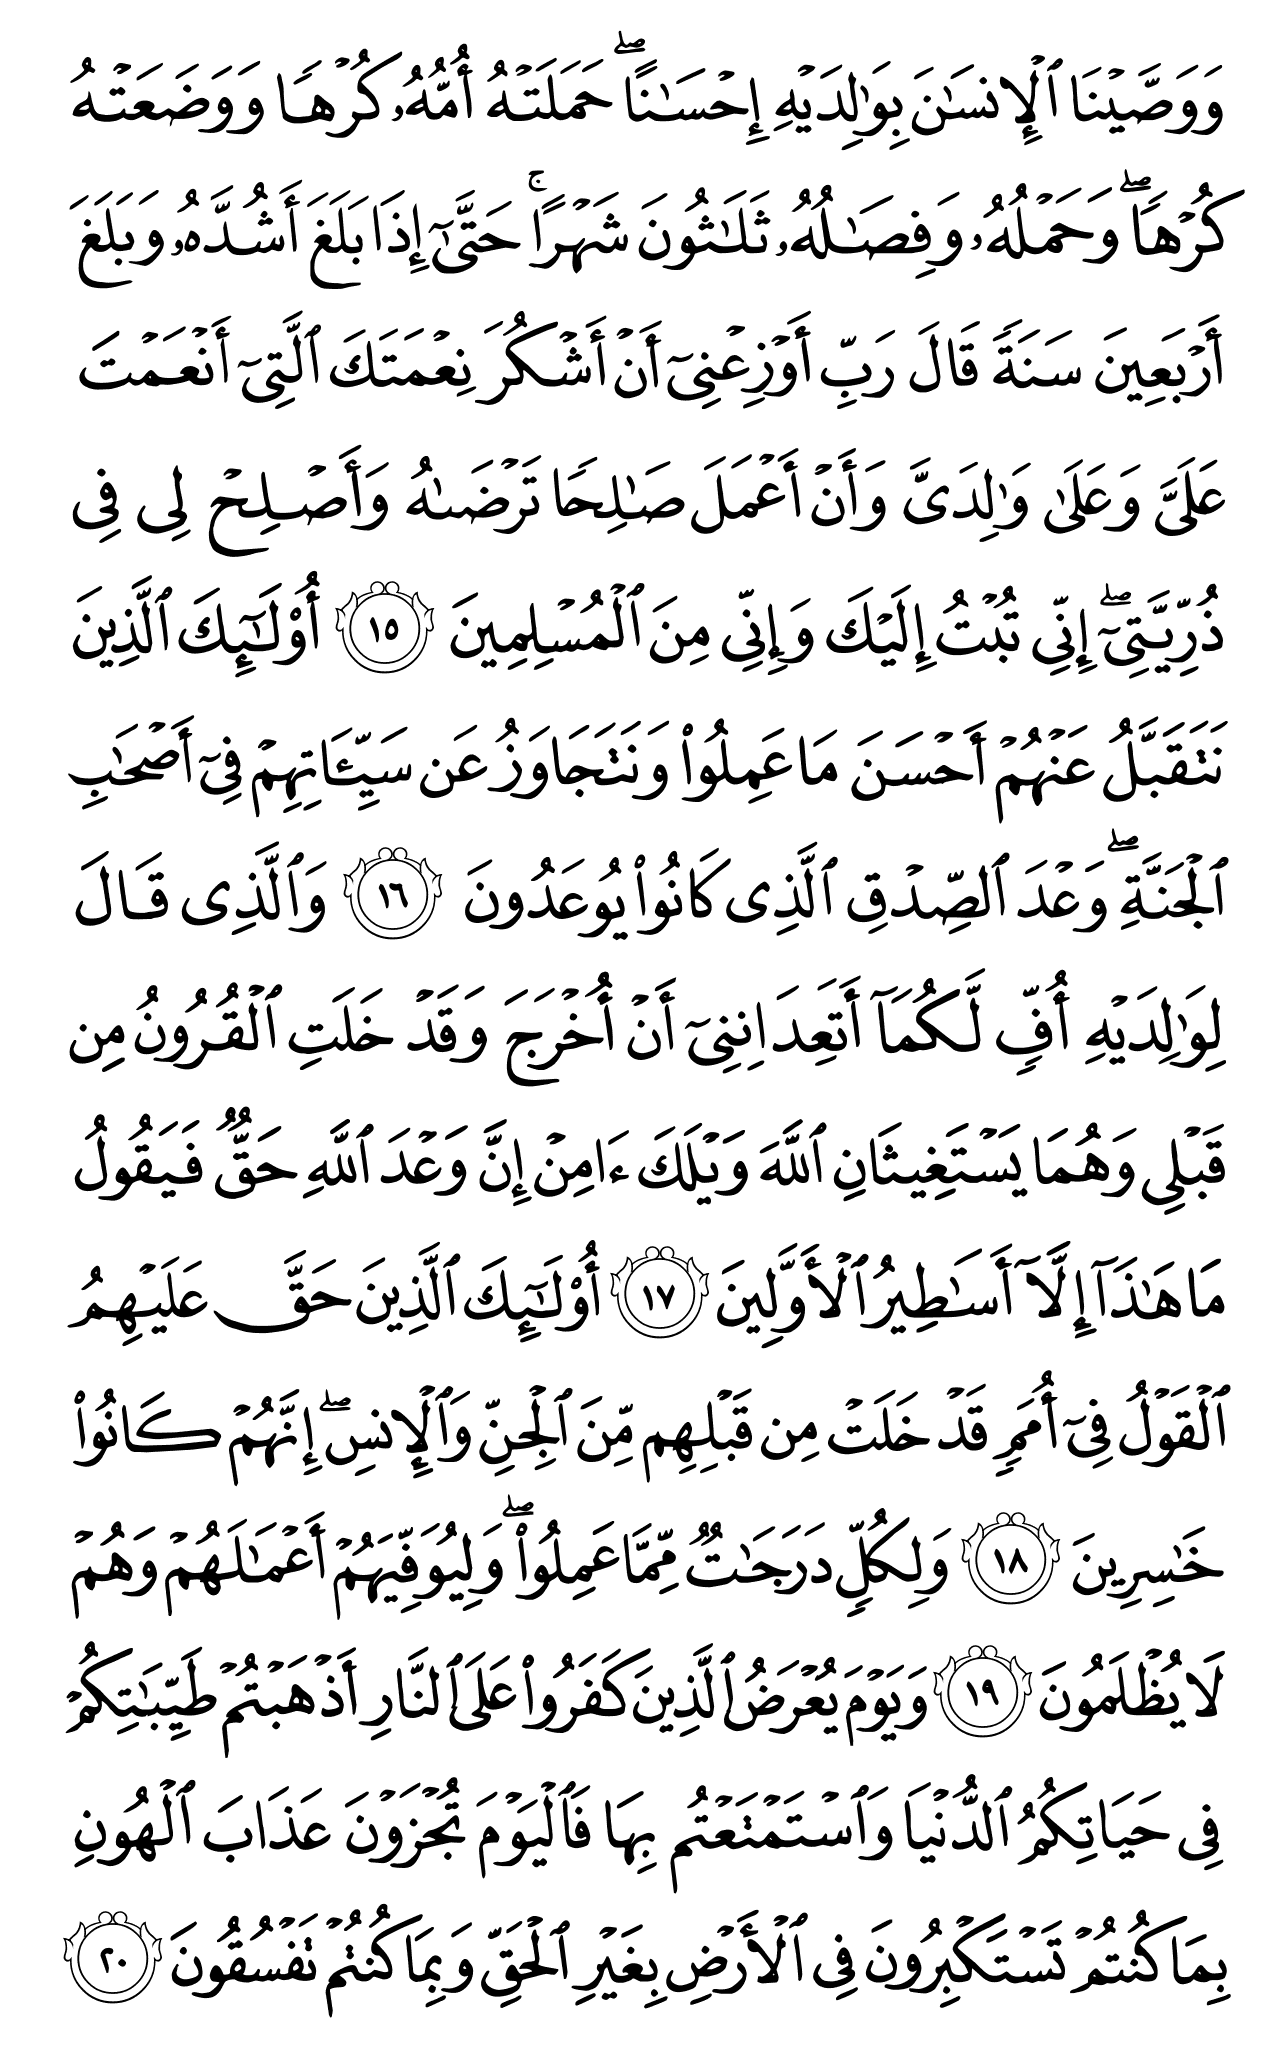 وَوَصَّيْنَا ٱلْإِنسَـٰنَ بِوَٰلِدَيْهِ إِحْسَـٰنًا ۖ حَمَلَتْهُ أُمُّهُۥ كُرْهًا وَوَضَعَتْهُ
كُرْهًا ۖ وَحَمْلُهُۥ وَفِصَـٰلُهُۥ ثَلَـٰثُونَ شَهْرًا ۚ حَتَّىٰٓ إِذَا بَلَغَ أَشُدَّهُۥ وَبَلَغَ
أَرْبَعِينَ سَنَةً قَالَ رَبِّ أَوْزِعْنِىٓ أَنْ أَشْكُرَ نِعْمَتَكَ ٱلَّتِىٓ أَنْعَمْتَ
عَلَىَّ وَعَلَىٰ وَٰلِدَىَّ وَأَنْ أَعْمَلَ صَـٰلِحًا تَرْضَىٰهُ وَأَصْلِحْ لِى فِى
ذُرِّيَّتِىٓ ۖ إِنِّى تُبْتُ إِلَيْكَ وَإِنِّى مِنَ ٱلْمُسْلِمِينَ ١٥ أُو۟لَـٰٓئِكَ ٱلَّذِينَ
نَتَقَبَّلُ عَنْهُمْ أَحْسَنَ مَا عَمِلُوا۟ وَنَتَجَاوَزُ عَن سَيِّـَٔاتِهِمْ فِىٓ أَصْحَـٰبِ
ٱلْجَنَّةِ ۖ وَعْدَ ٱلصِّدْقِ ٱلَّذِى كَانُوا۟ يُوعَدُونَ ١٦ وَٱلَّذِى قَالَ
لِوَٰلِدَيْهِ أُفٍّ لَّكُمَآ أَتَعِدَانِنِىٓ أَنْ أُخْرَجَ وَقَدْ خَلَتِ ٱلْقُرُونُ مِن
قَبْلِى وَهُمَا يَسْتَغِيثَانِ ٱللَّهَ وَيْلَكَ ءَامِنْ إِنَّ وَعْدَ ٱللَّهِ حَقٌّ فَيَقُولُ
مَا هَـٰذَآ إِلَّآ أَسَـٰطِيرُ ٱلْأَوَّلِينَ ١٧ أُو۟لَـٰٓئِكَ ٱلَّذِينَ حَقَّ عَلَيْهِمُ
ٱلْقَوْلُ فِىٓ أُمَمٍ قَدْ خَلَتْ مِن قَبْلِهِم مِّنَ ٱلْجِنِّ وَٱلْإِنسِ ۖ إِنَّهُمْ كَانُوا۟
خَـٰسِرِينَ ١٨ وَلِكُلٍّ دَرَجَـٰتٌ مِّمَّا عَمِلُوا۟ ۖ وَلِيُوَفِّيَهُمْ أَعْمَـٰلَهُمْ وَهُمْ
لَا يُظْلَمُونَ ١٩ وَيَوْمَ يُعْرَضُ ٱلَّذِينَ كَفَرُوا۟ عَلَى ٱلنَّارِ أَذْهَبْتُمْ طَيِّبَـٰتِكُمْ
فِى حَيَاتِكُمُ ٱلدُّنْيَا وَٱسْتَمْتَعْتُم بِهَا فَٱلْيَوْمَ تُجْزَوْنَ عَذَابَ ٱلْهُونِ
بِمَا كُنتُمْ تَسْتَكْبِرُونَ فِى ٱلْأَرْضِ بِغَيْرِ ٱلْحَقِّ وَبِمَا كُنتُمْ تَفْسُقُونَ ٢٠